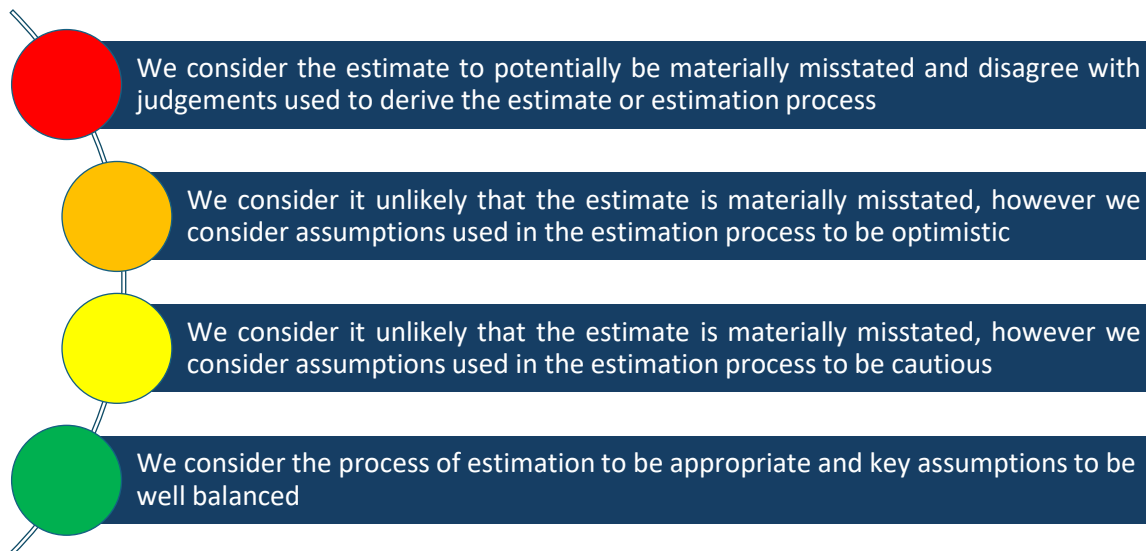 We consider the estimate to potentially be materially misstated and disagree with
judgements used to derive the estimate or estimation process
We consider it unlikely that the estimate is materially misstated, however we
consider assumptions used in the estimation process to be optimistic
We consider it unlikely that the estimate is materially misstated, however we
consider assumptions used in the estimation process to be cautious
We consider the process of estimation to be appropriate and key assumptions to be
well balanced